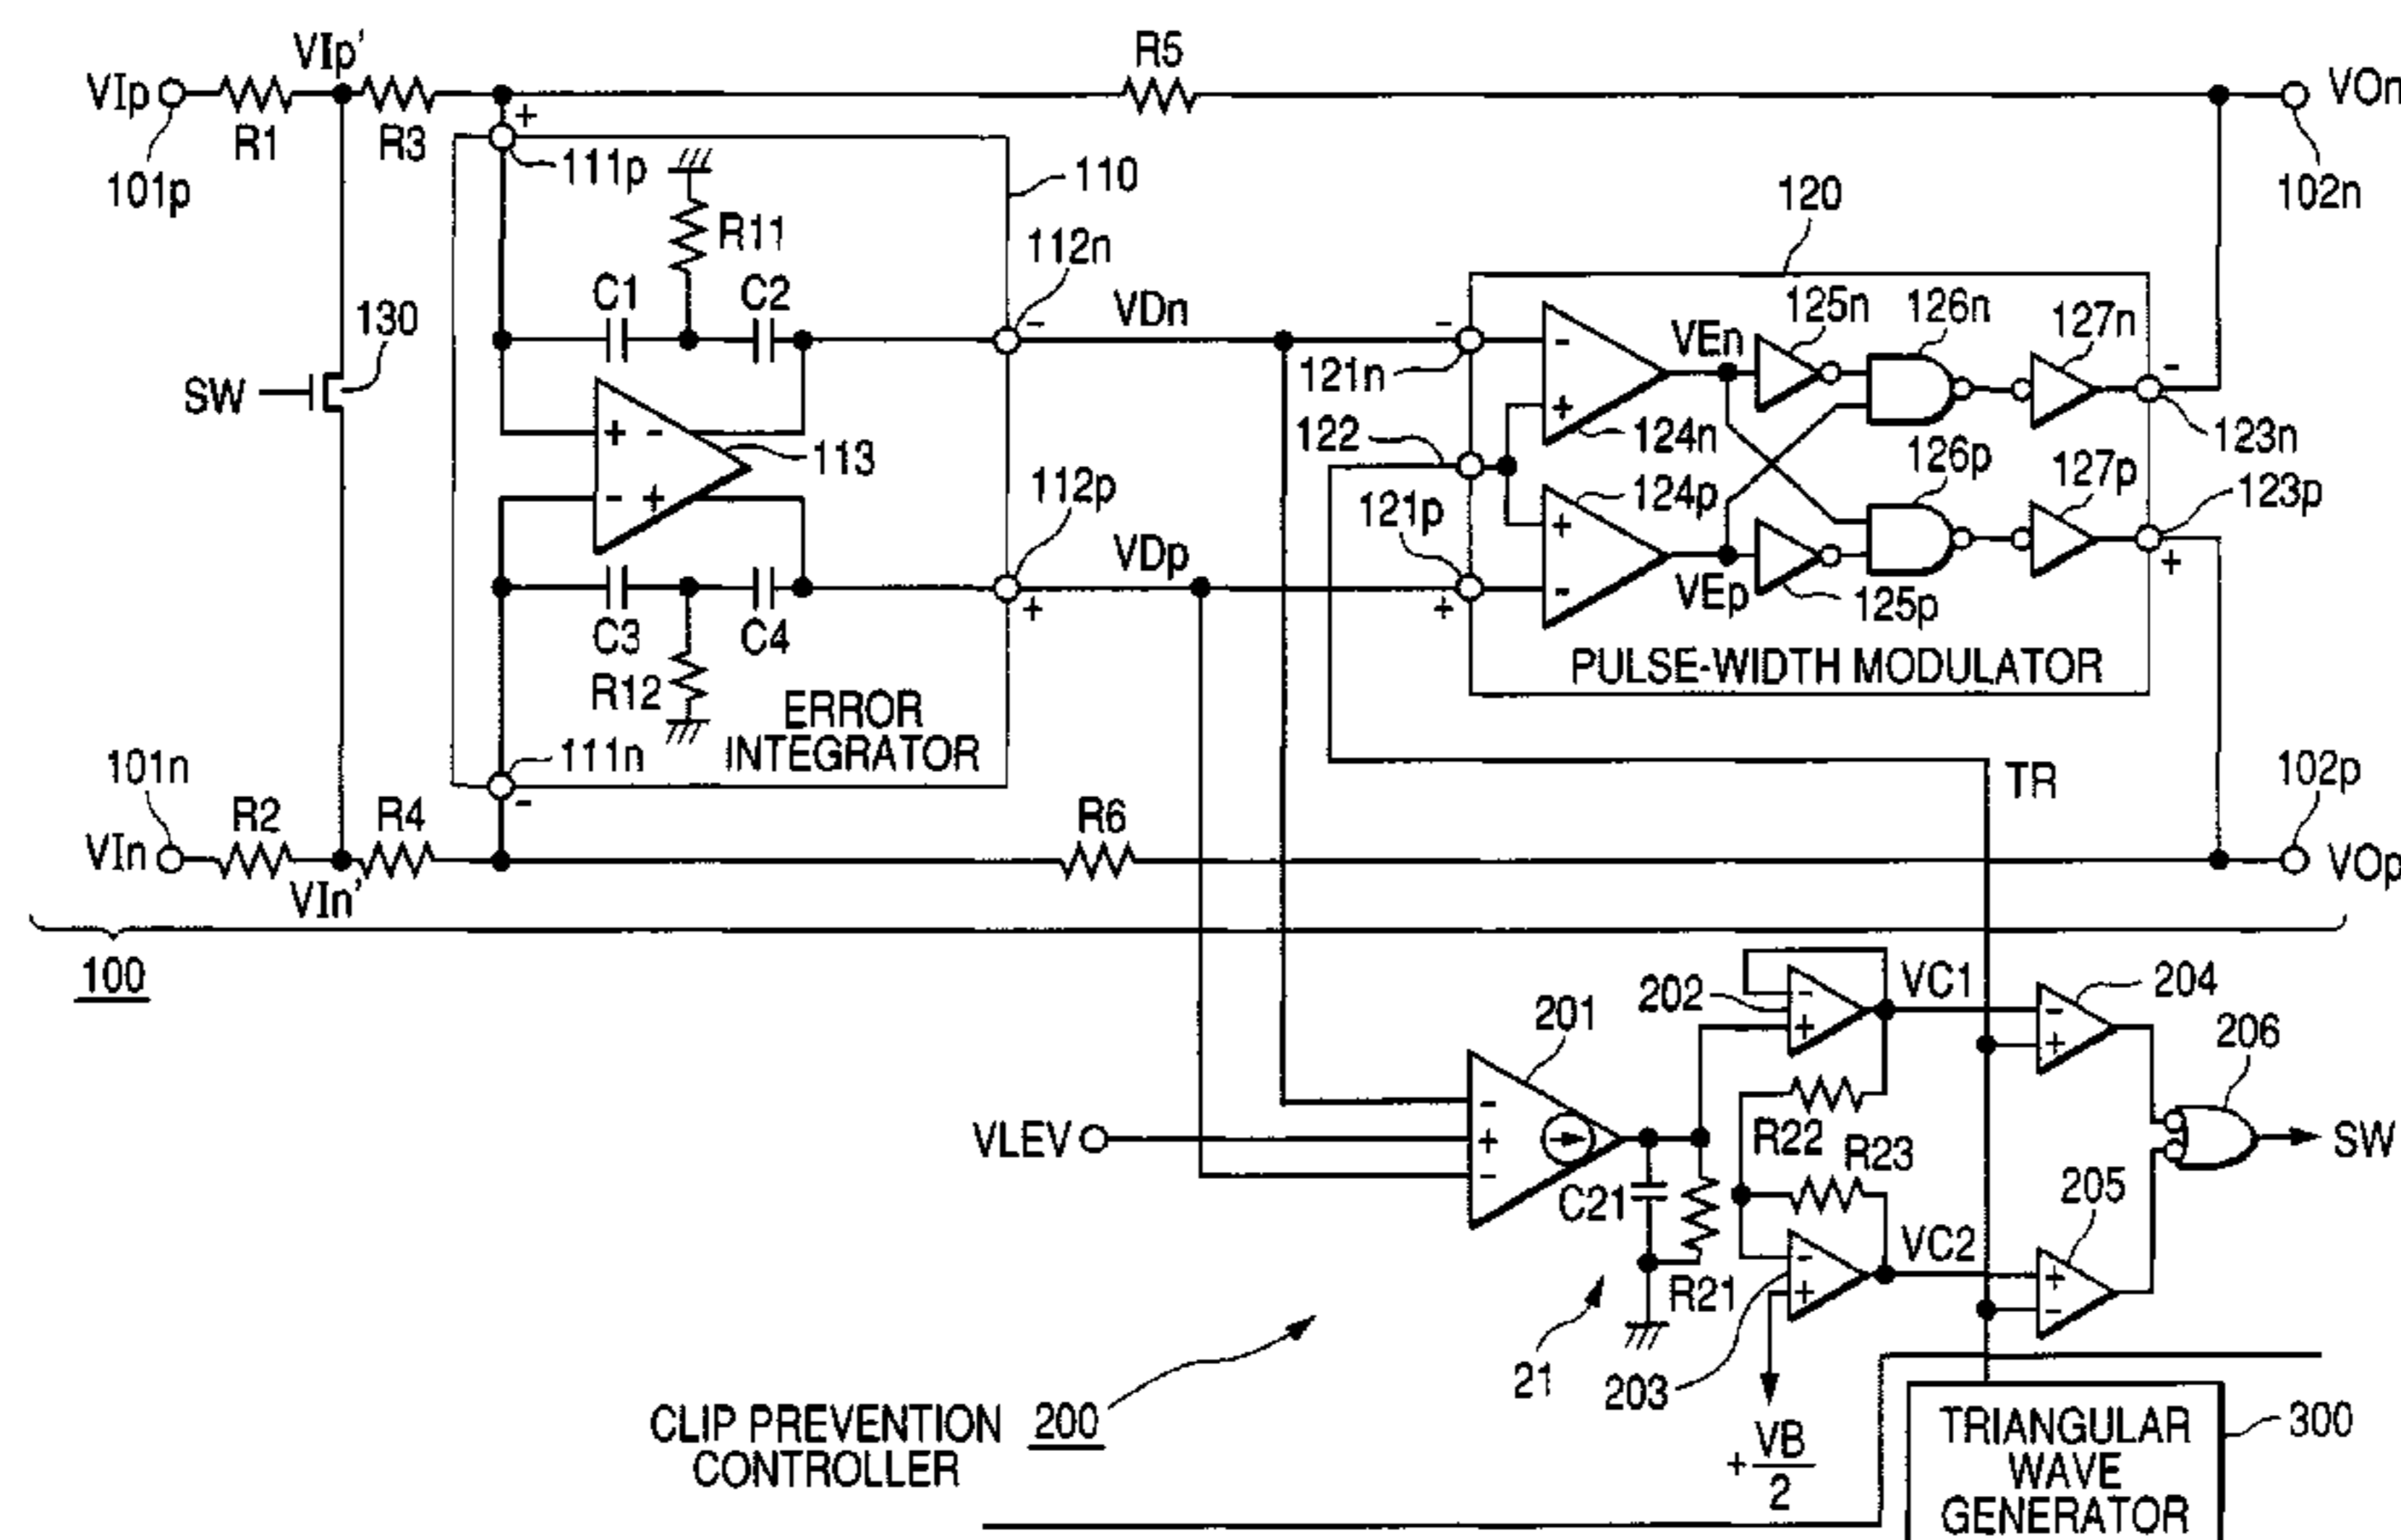 VIp'
R5
VIp
VOn
R1
R3
+
111p
110
101p
102n
120
R11
112n
C1
C2
VDn
-
-
125n
126n
127n
130
VEn
-
-
121n
SW
+
+ -
113
122
124n
123n
126p
- +
112p
124p
127p
123p
121p
+
VDp
-
+
C3
C4
+
+
VEp
125p
R12
PULSE-WIDTH MODULATOR
ERROR
INTEGRATOR
101n
111n
TR
102p
-
R2
R4
R6
VIn
VOp
VIn'
100
VC1
204
202
-
-
201
+
+
206
-
VLEV
+
R22
R23
SW
-
C21
205
VC2
-
+
R21
+
-
21
203
CLIP PREVENTION 200
CONTROLLER
+VB/2
TRIANGULAR
WAVE
GENERATOR
300